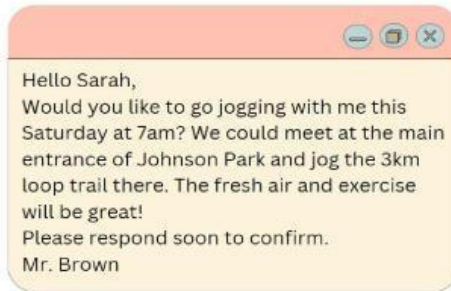 Hello Sarah,
Would you like to go jogging with me this
Saturday at 7am? We could meet at the main
entrance of Johnson Park and jog the 3km
loop trail there. The fresh air and exercise
will be great!
Please respond soon to confirm.
Mr. Brown